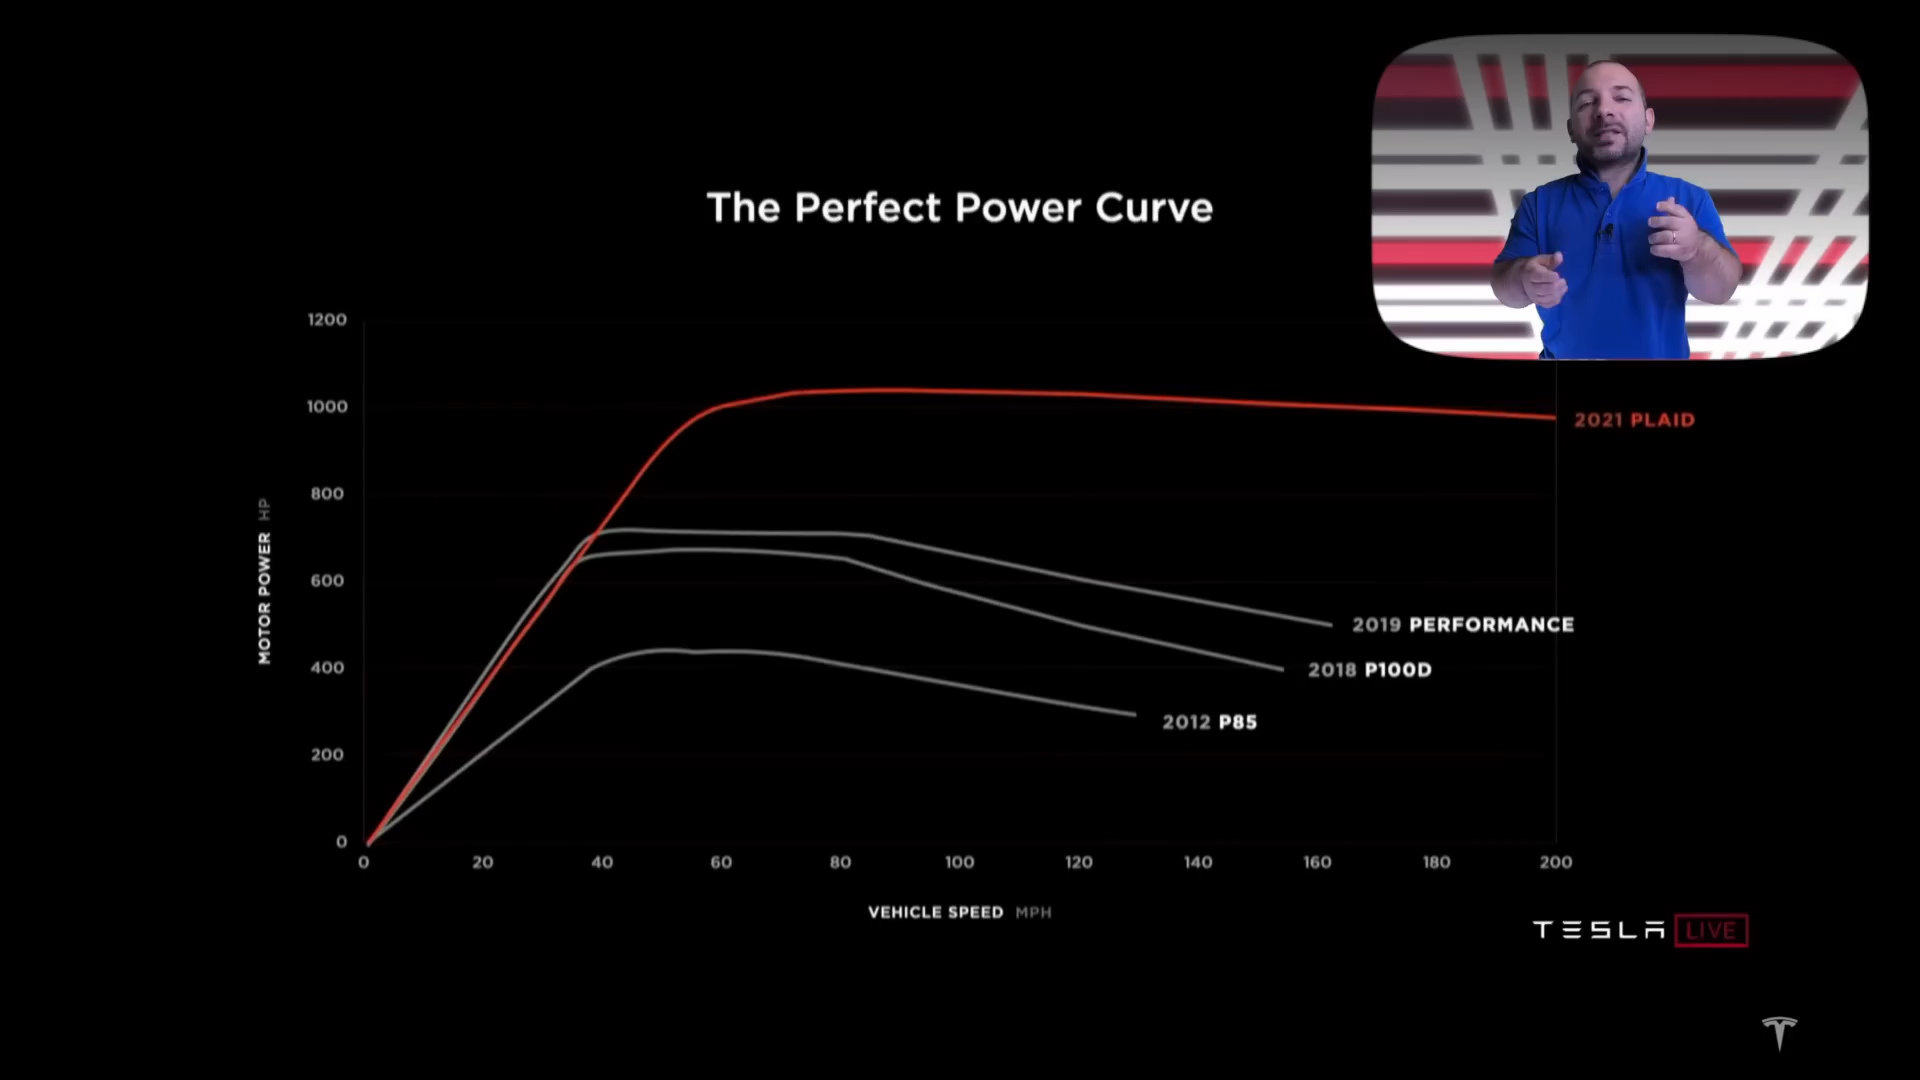 The Perfect Power Curve
1200
1000
800
600
400
200
0
MOTOR POWER HP
0 20 40 60 80 100 120 140 160 180 200
VEHICLE SPEED MPH
2021 PLAID
2019 PERFORMANCE
2018 P100D
2012 P85
TESLA LIVE